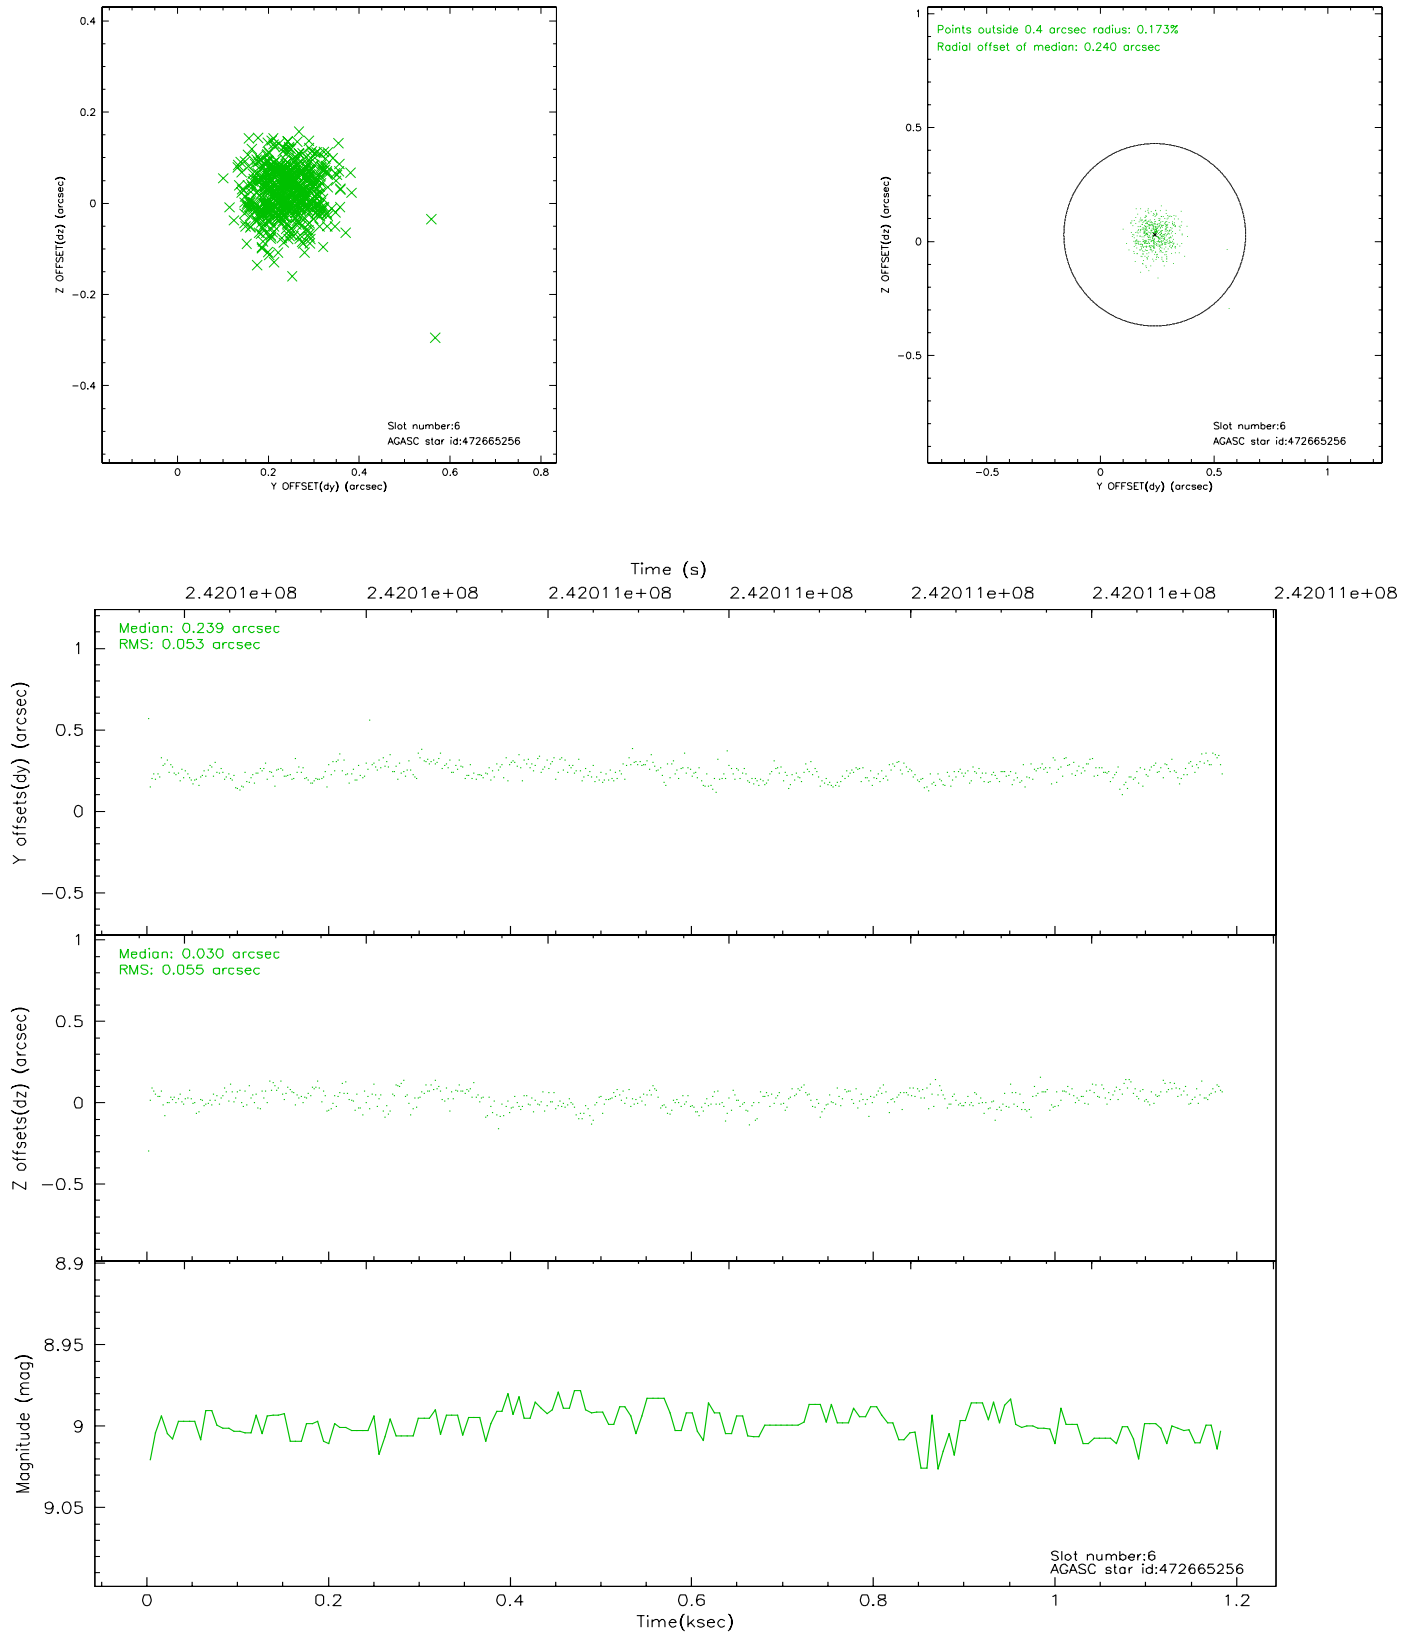 0.4
0.2
0
−0.2
−0.4
Z OFFSET(dz) (arcsec)
0
0.2
0.4
0.6
0.8
Y OFFSET(dy) (arcsec)
Slot number:6
AGASC star id:472665256
Points outside 0.4 arcsec radius: 0.173%
Radial offset of median: 0.240 arcsec
1
0.5
0
−0.5
Z OFFSET(dz) (arcsec)
−0.5
0
0.5
1
Y OFFSET(dy) (arcsec)
Slot number:6
AGASC star id:472665256
Time (s)
2.4201e+08
2.4201e+08
2.42011e+08
2.42011e+08
2.42011e+08
2.42011e+08
2.42011e+08
Median: 0.239 arcsec
RMS: 0.053 arcsec
1
0.5
0
−0.5
Y offsets(dy) (arcsec)
Median: 0.030 arcsec
RMS: 0.055 arcsec
1
0.5
0
−0.5
Z offsets(dz) (arcsec)
8.9
8.95
9
9.05
Magnitude (mag)
Slot number:6
AGASC star id:472665256
0
0.2
0.4
0.6
0.8
1
1.2
Time(ksec)